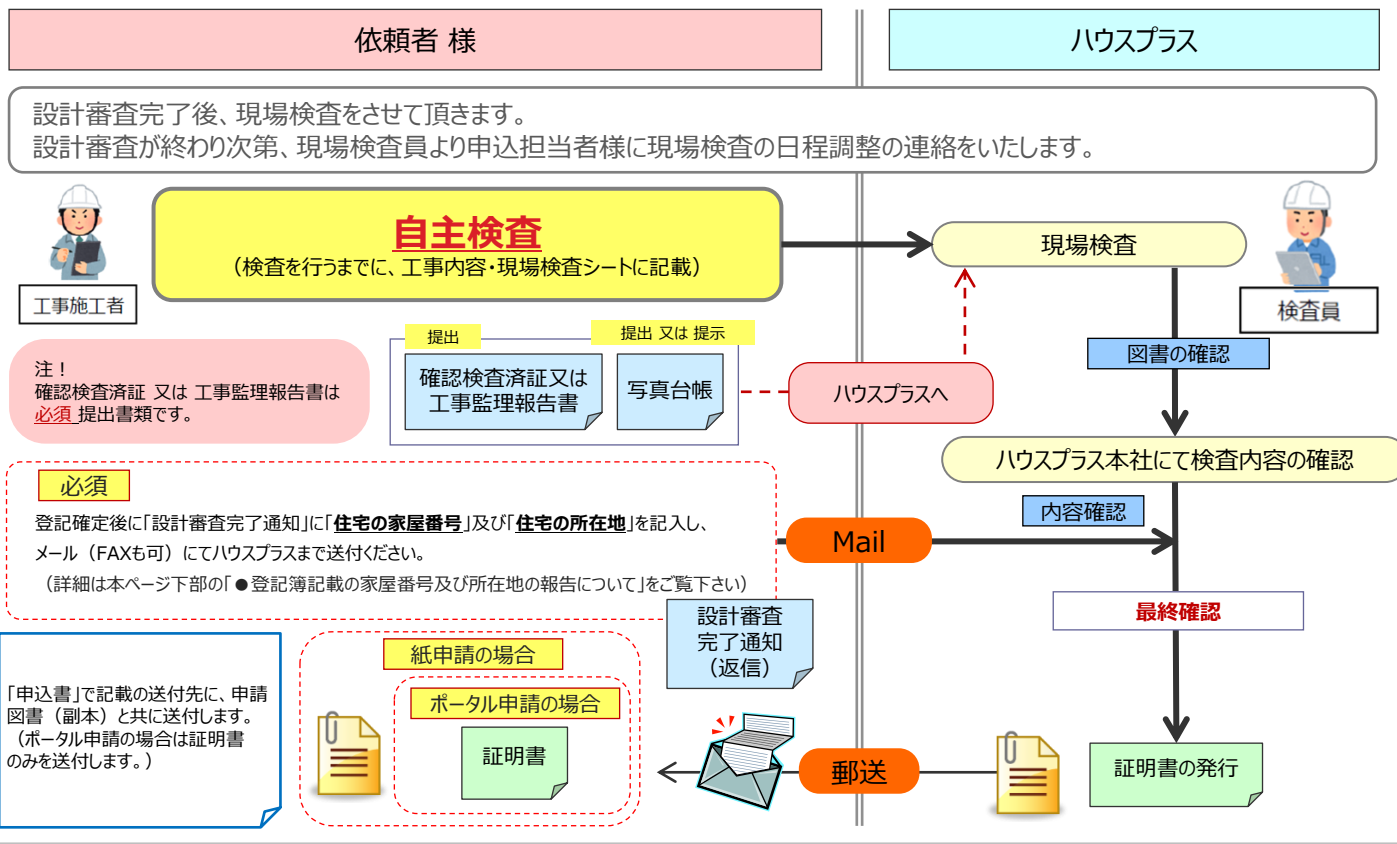 依頼者 様
ハウスプラス
設計審査完了後、現場検査をさせて頂きます。
設計審査が終わり次第、現場検査員より申込担当者様に現場検査の日程調整の連絡をいたします。
自主検査
(検査を行うまでに、工事内容・現場検査シートに記載)
工事施工者
現場検査
検査員
図書の確認
注！
確認検査済証 又は 工事監理報告書は
必須 提出書類です。
提出
提出 又は 提示
確認検査済証又は
工事監理報告書
写真台帳
ハウスプラスへ
ハウスプラス本社にて検査内容の確認
必須
登記確定後に「設計審査完了通知」に「住宅の家屋番号」及び「住宅の所在地」を記入し、
メール（FAXも可）にてハウスプラスまで送付ください。
（詳細は本ページ下部の「●登記簿記載の家屋番号及び所在地の報告について」をご覧下さい）
Mail
内容確認
設計審査
完了通知
（返信）
最終確認
「申込書」で記載の送付先に、申請
図書（副本）と共に送付します。
（ポータル申請の場合は証明書
のみを送付します。）
紙申請の場合
ポータル申請の場合
証明書
郵送
証明書の発行